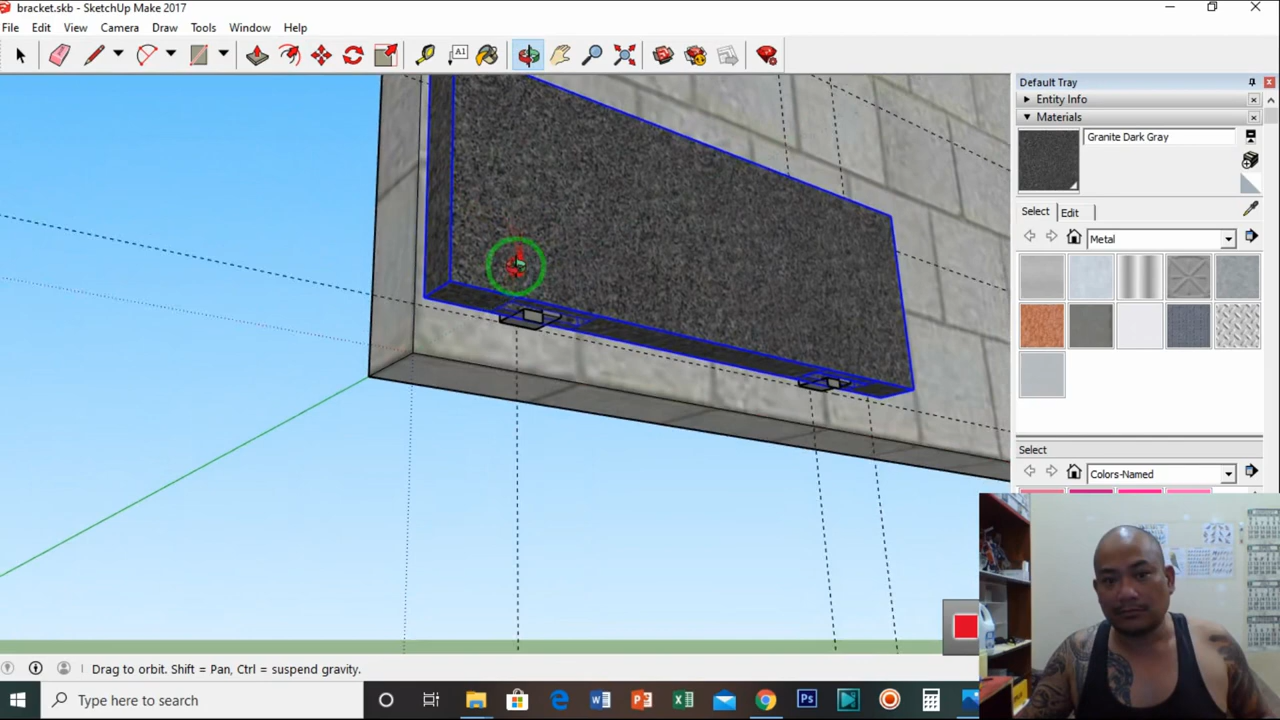 bracket.skb - SketchUp Make 2017
File Edit View Camera Draw Tools Window Help
A1
Default Tray
Entity Info
Materials
Granite Dark Gray
Select Edit
Metal
Select
Colors-Named
Drag to orbit. Shift = Pan, Ctrl = suspend gravity.
Type here to search